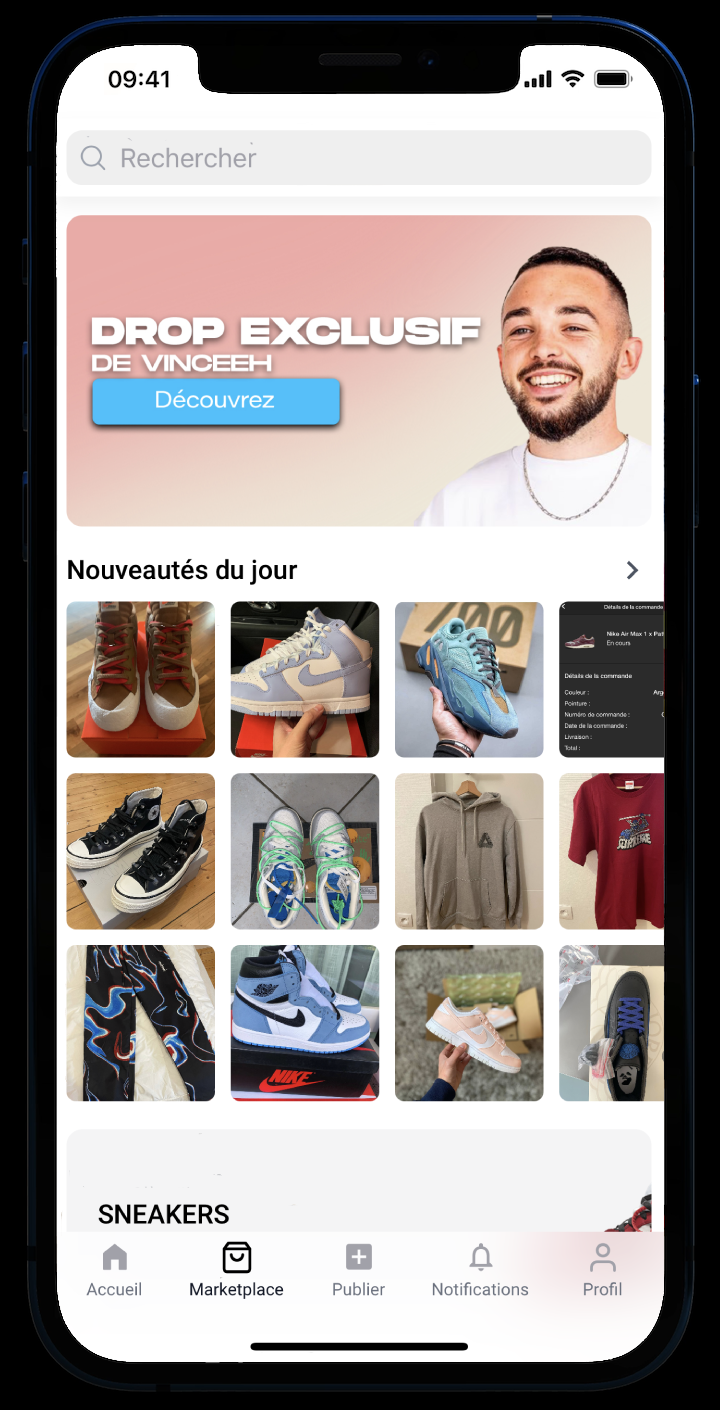 09:41
Rechercher
DROP EXCLUSIF
DE VINCEEH
Découvrez
Nouveautés du jour
700
Détails de la commande
Nike Air Max 1 x Pat
En cours
Détails de la commande
Couleur :
Pointure :
Numéro de commande :
Date de la commande :
Livraison :
Total :
NIKE
SNEAKERS
Accueil
Marketplace
Publier
Notifications
Profil